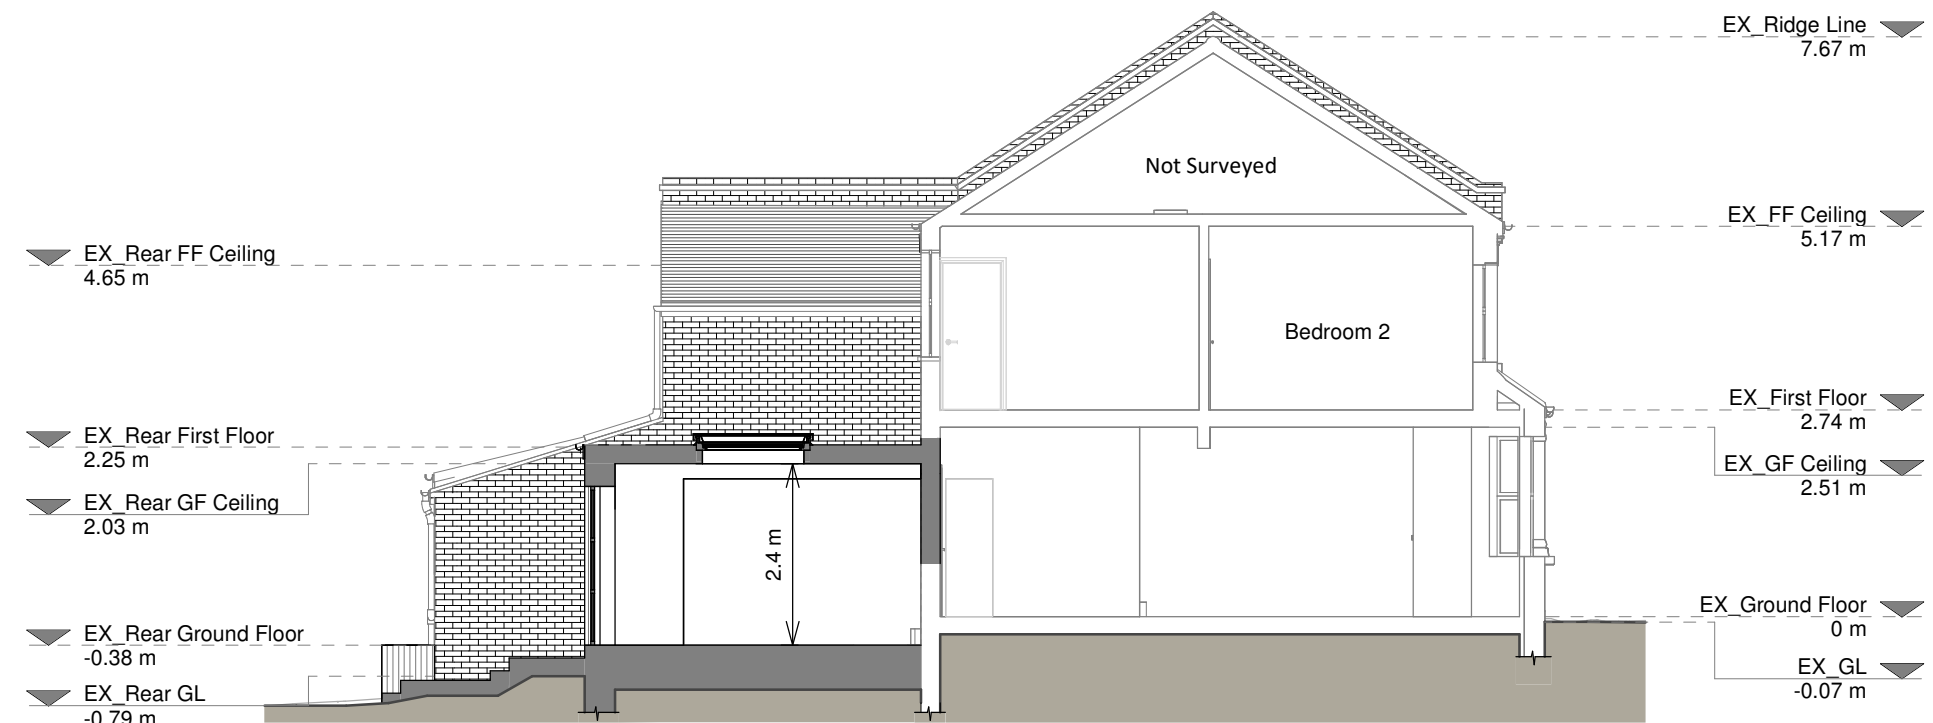 EX_Ridge Line
7.67 m
Not Surveyed
EX_FF Ceiling
5.17 m
EX_Rear FF Ceiling
4.65 m
Bedroom 2
EX_First Floor
2.74 m
EX_Rear First Floor
2.25 m
EX_GF Ceiling
2.51 m
EX_Rear GF Ceiling
2.03 m
2.4 m
EX_Ground Floor
0 m
EX_Rear Ground Floor
-0.38 m
EX_GL
-0.07 m
EX_Rear GL
-0.79 m